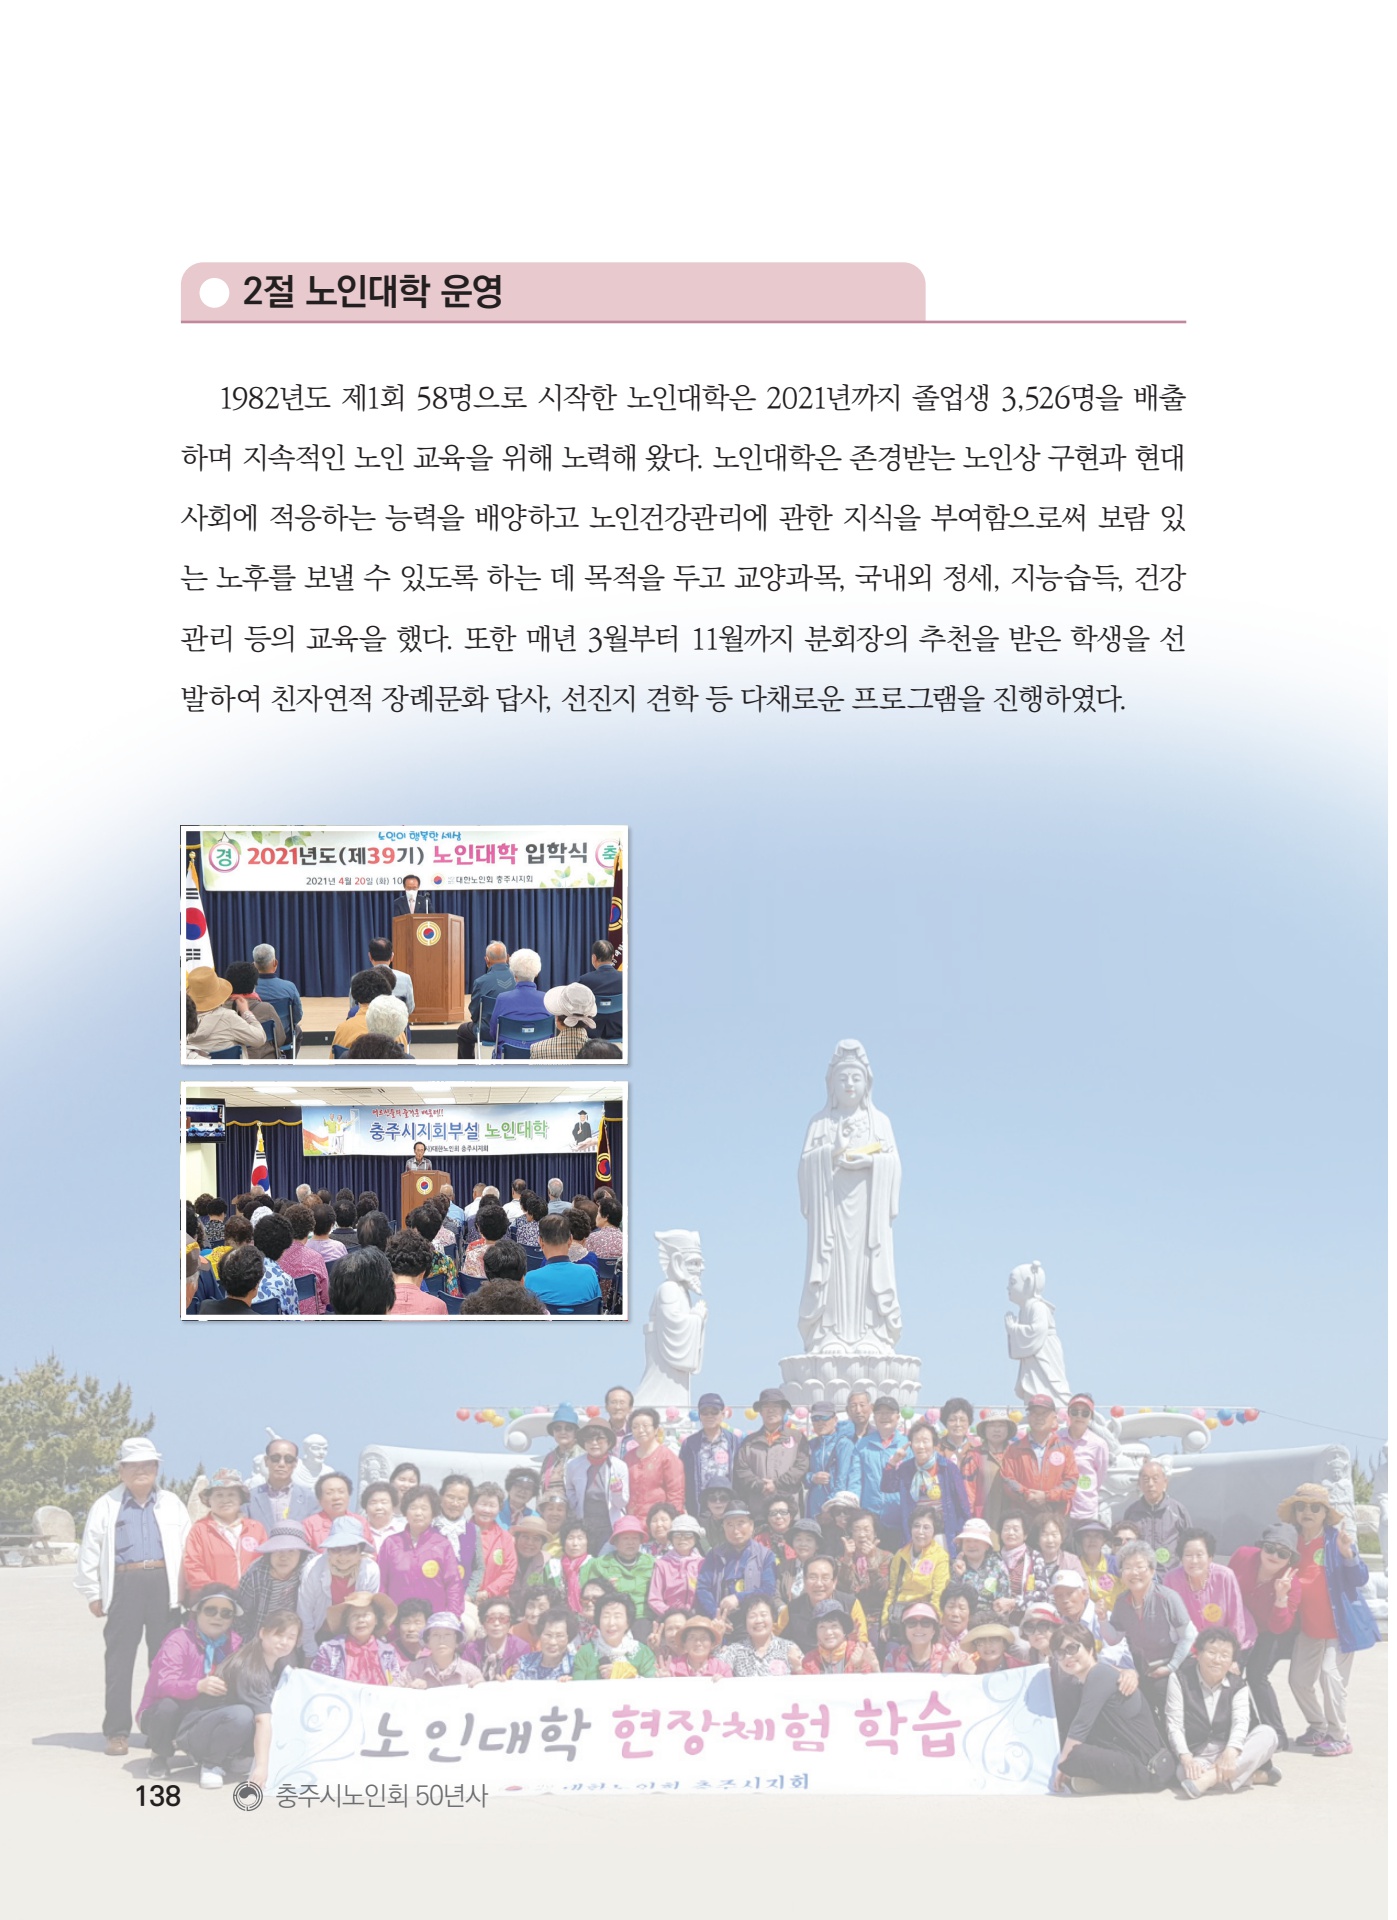 2절 노인대학 운영
1982년도 제1회 58명으로 시작한 노인대학은 2021년까지 졸업생 3,526명을 배출
하며 지속적인 노인 교육을 위해 노력해 왔다. 노인대학은 존경받는 노인상 구현과 현대
사회에 적응하는 능력을 배양하고 노인건강관리에 관한 지식을 부여함으로써 보람 있
는 노후를 보낼 수 있도록 하는 데 목적을 두고 교양과목, 국내외 정세, 지능습득, 건강
관리 등의 교육을 했다. 또한 매년 3월부터 11월까지 분회장의 추천을 받은 학생을 선
발하여 친자연적 장례문화 답사, 선진지 견학 등 다채로운 프로그램을 진행하였다.
노인이 행복한 세상
경 2021년도(제39기) 노인대학 입학식 축
2021년 4월 20일 (화) 10 대한노인회 충주시지회
충주시지회부설 노인대학
대한노인회 충주시지회
노인대학 현장체험 학습
대한노인회 충주시지회
138 충주시노인회 50년사